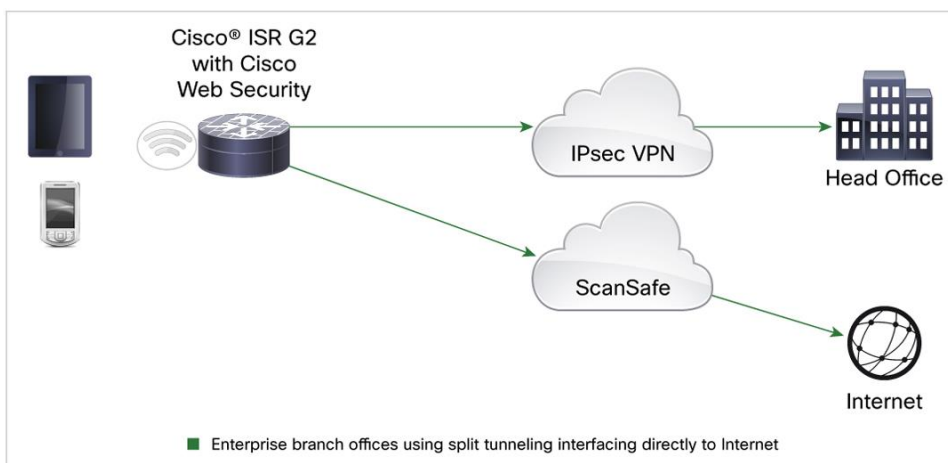 Cisco® ISR G2
with Cisco
Web Security
IPsec VPN
Head Office
ScanSafe
Internet
Enterprise branch offices using split tunneling interfacing directly to Internet